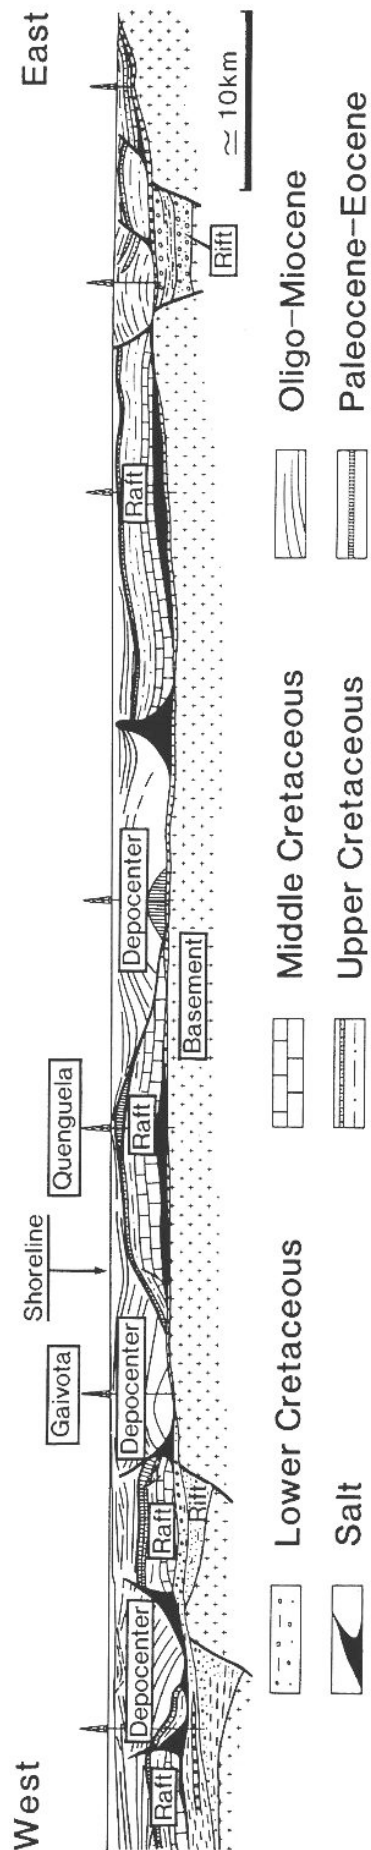 West
East
Gaivota
Shoreline
Quenguela
Raft
Depocenter
Raft
Rift
Depocenter
Raft
Depocenter
Basement
Raft
Rift
≃ 10km
Lower Cretaceous
Middle Cretaceous
Oligo-Miocene
Salt
Upper Cretaceous
Paleocene-Eocene